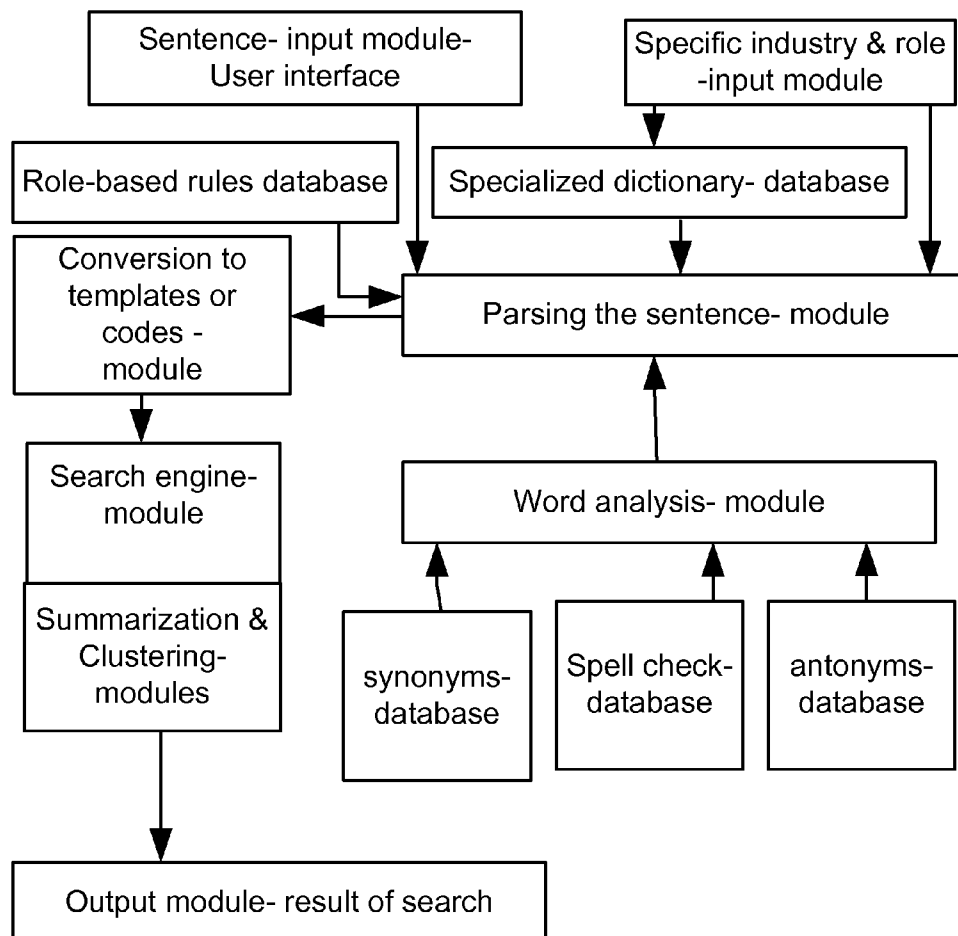 Sentence- input module-
User interface
Specific industry & role
-input module
Role-based rules database
Specialized dictionary- database
Conversion to
templates or
codes -
module
Parsing the sentence- module
Search engine-
module
Word analysis- module
Summarization &
Clustering-
modules
synonyms-
database
Spell check-
database
antonyms-
database
Output module- result of search